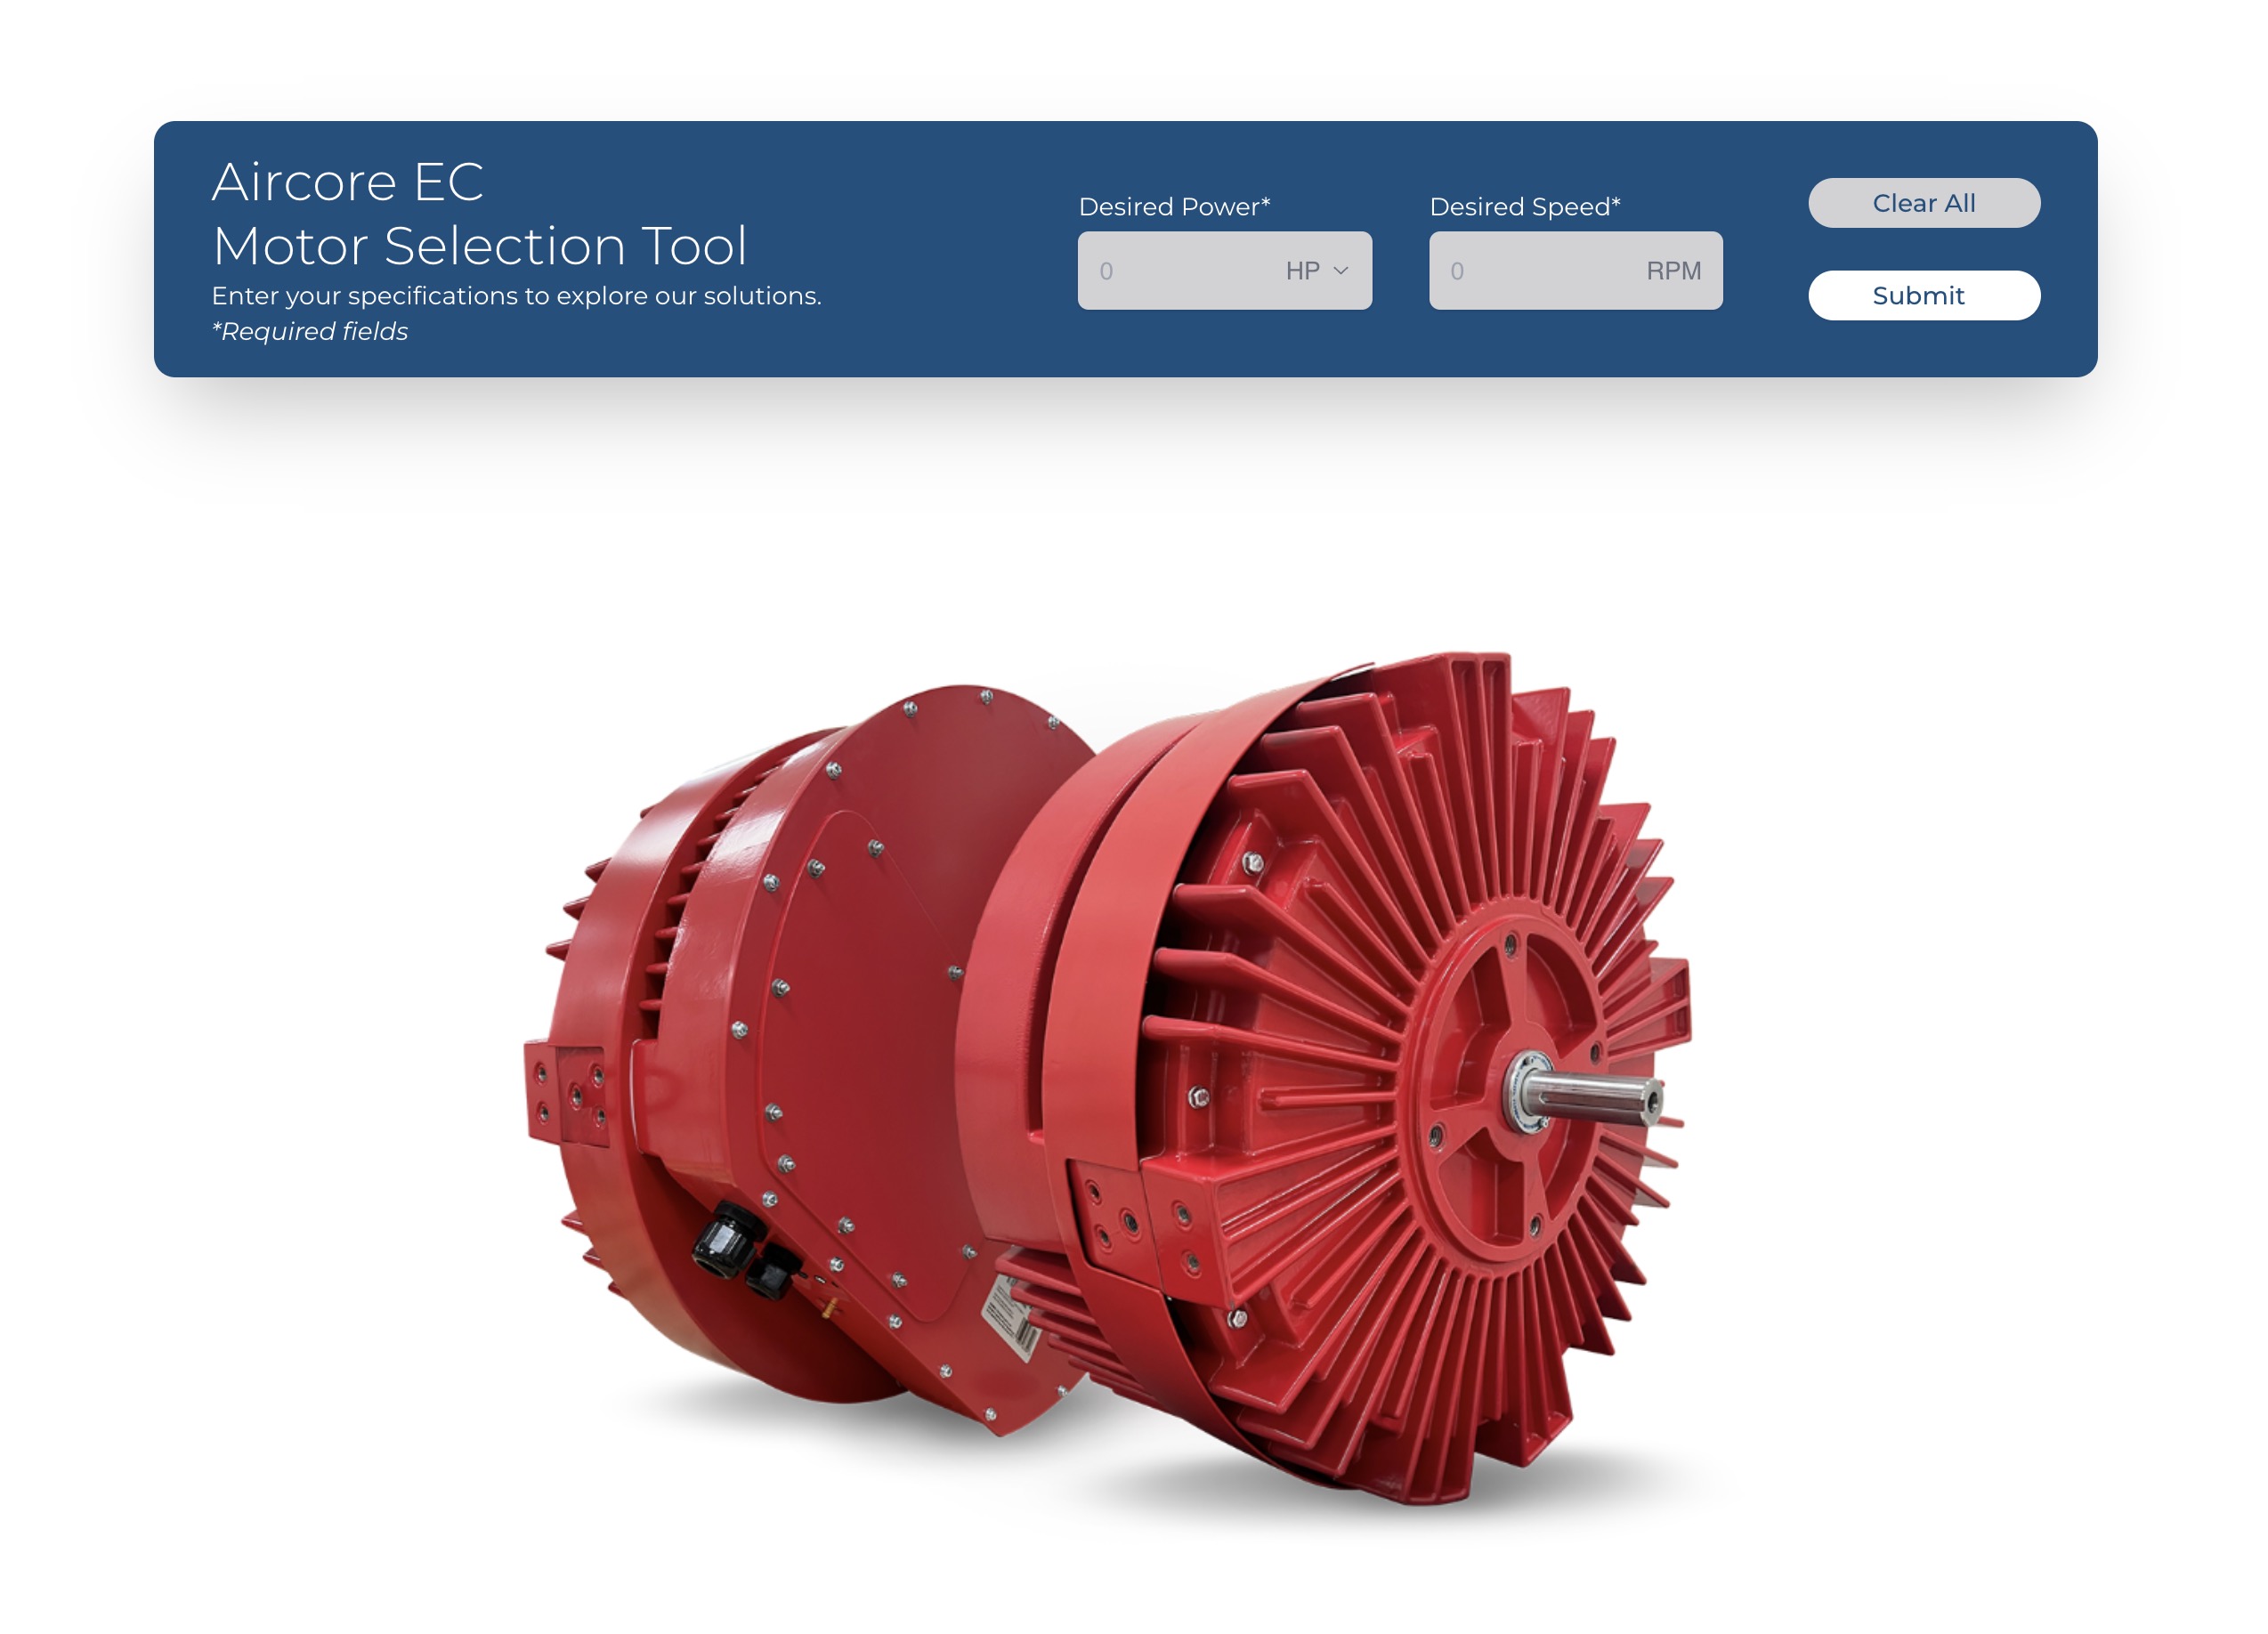 Aircore EC
Motor Selection Tool
Enter your specifications to explore our solutions.
*Required fields
Desired Power*
0 HP
Desired Speed*
0 RPM
Clear All
Submit